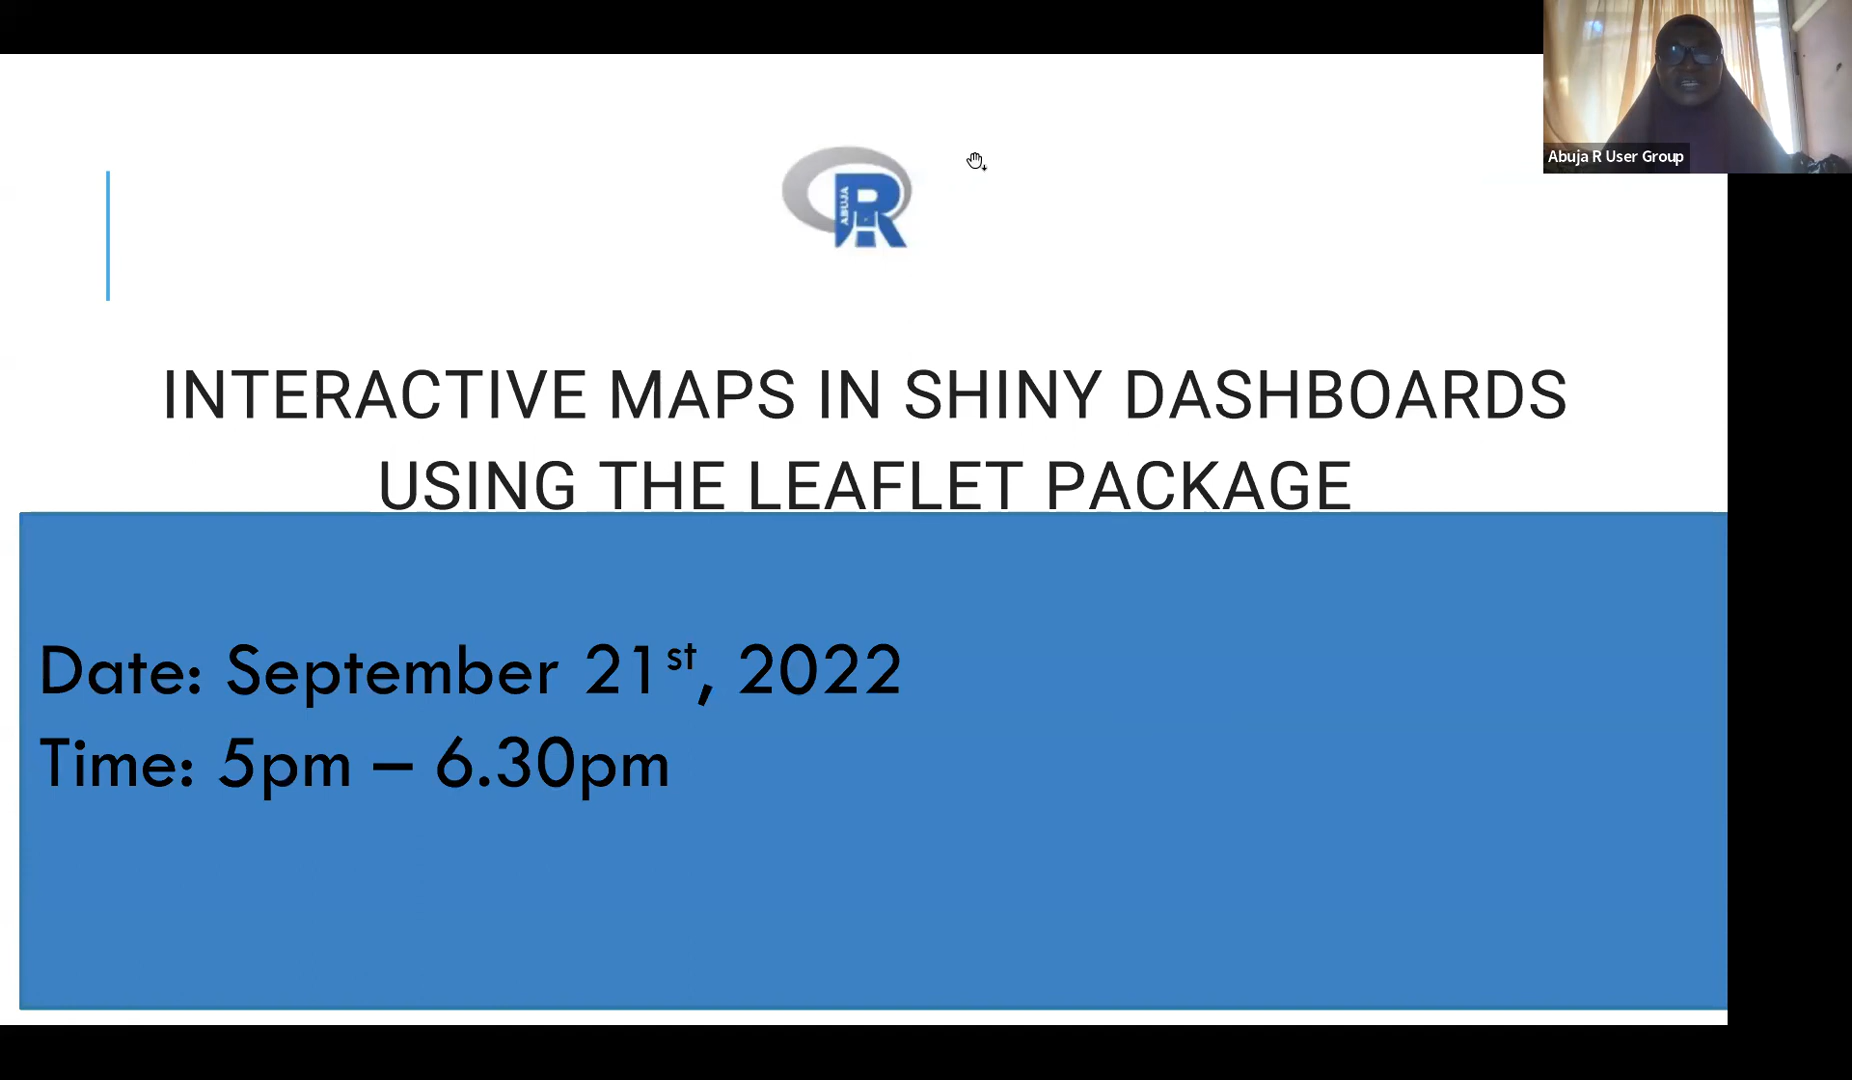 Abuja R User Group
ABUJA
R
INTERACTIVE MAPS IN SHINY DASHBOARDS
USING THE LEAFLET PACKAGE
Date: September 21st, 2022
Time: 5pm – 6.30pm